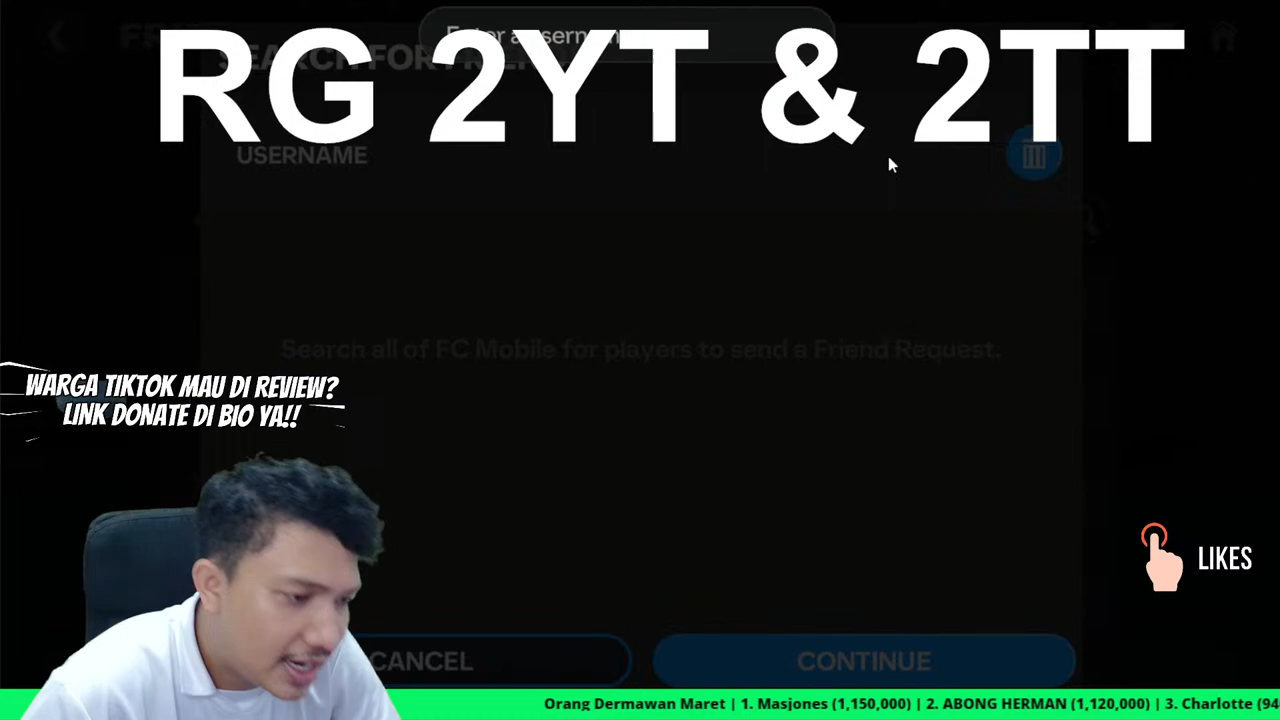 RG 2YT & 2TT
SEARCH FOR
USERNAME
Search all of FC Mobile for players to send a Friend Request.
WARGA TIKTOK MAU DI REVIEW?
LINK DONATE DI BIO YA!!
LIKES
CANCEL
CONTINUE
Orang Dermawan Maret | 1. Masjones (1,150,000) | 2. ABONG HERMAN (1,120,000) | 3. Charlotte (94